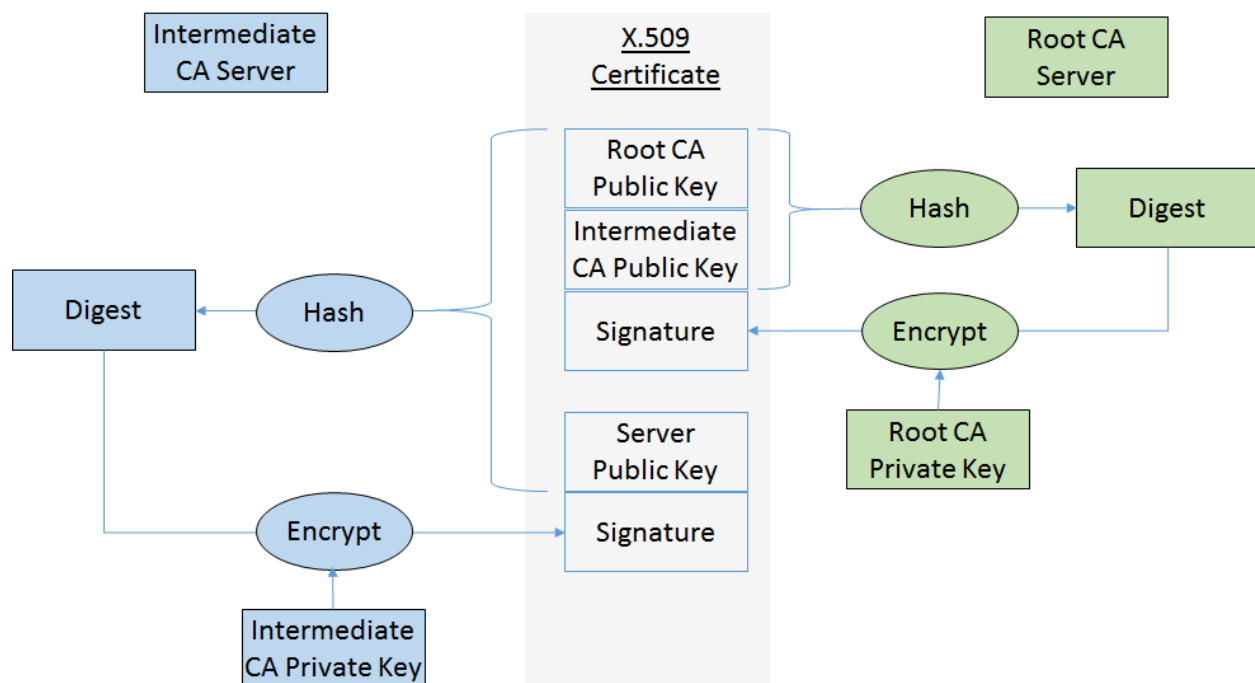 Intermediate
CA Server
X.509
Certificate
Root CA
Server
Root CA
Public Key
Hash
Digest
Intermediate
CA Public Key
Digest
Hash
Signature
Encrypt
Server
Public Key
Root CA
Private Key
Encrypt
Signature
Intermediate
CA Private Key